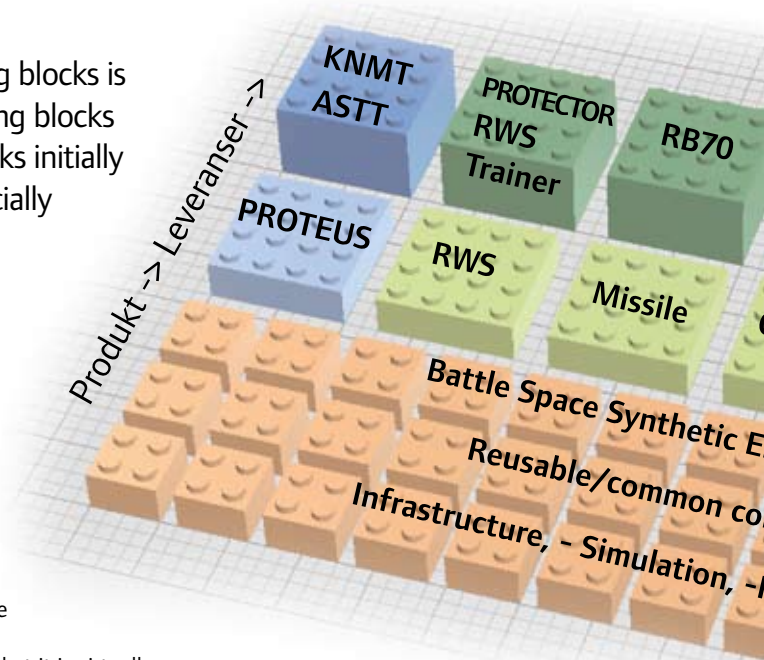 g blocks is
ng blocks
ks initially
cially
Produkt -> Leveranser ->
KNMT
ASTT
PROTECTOR
RWS
Trainer
RB70
PROTEUS
RWS
Missile
Battle Space Synthetic E
Reusable/common co
Infrastructure, - Simulation, -
e